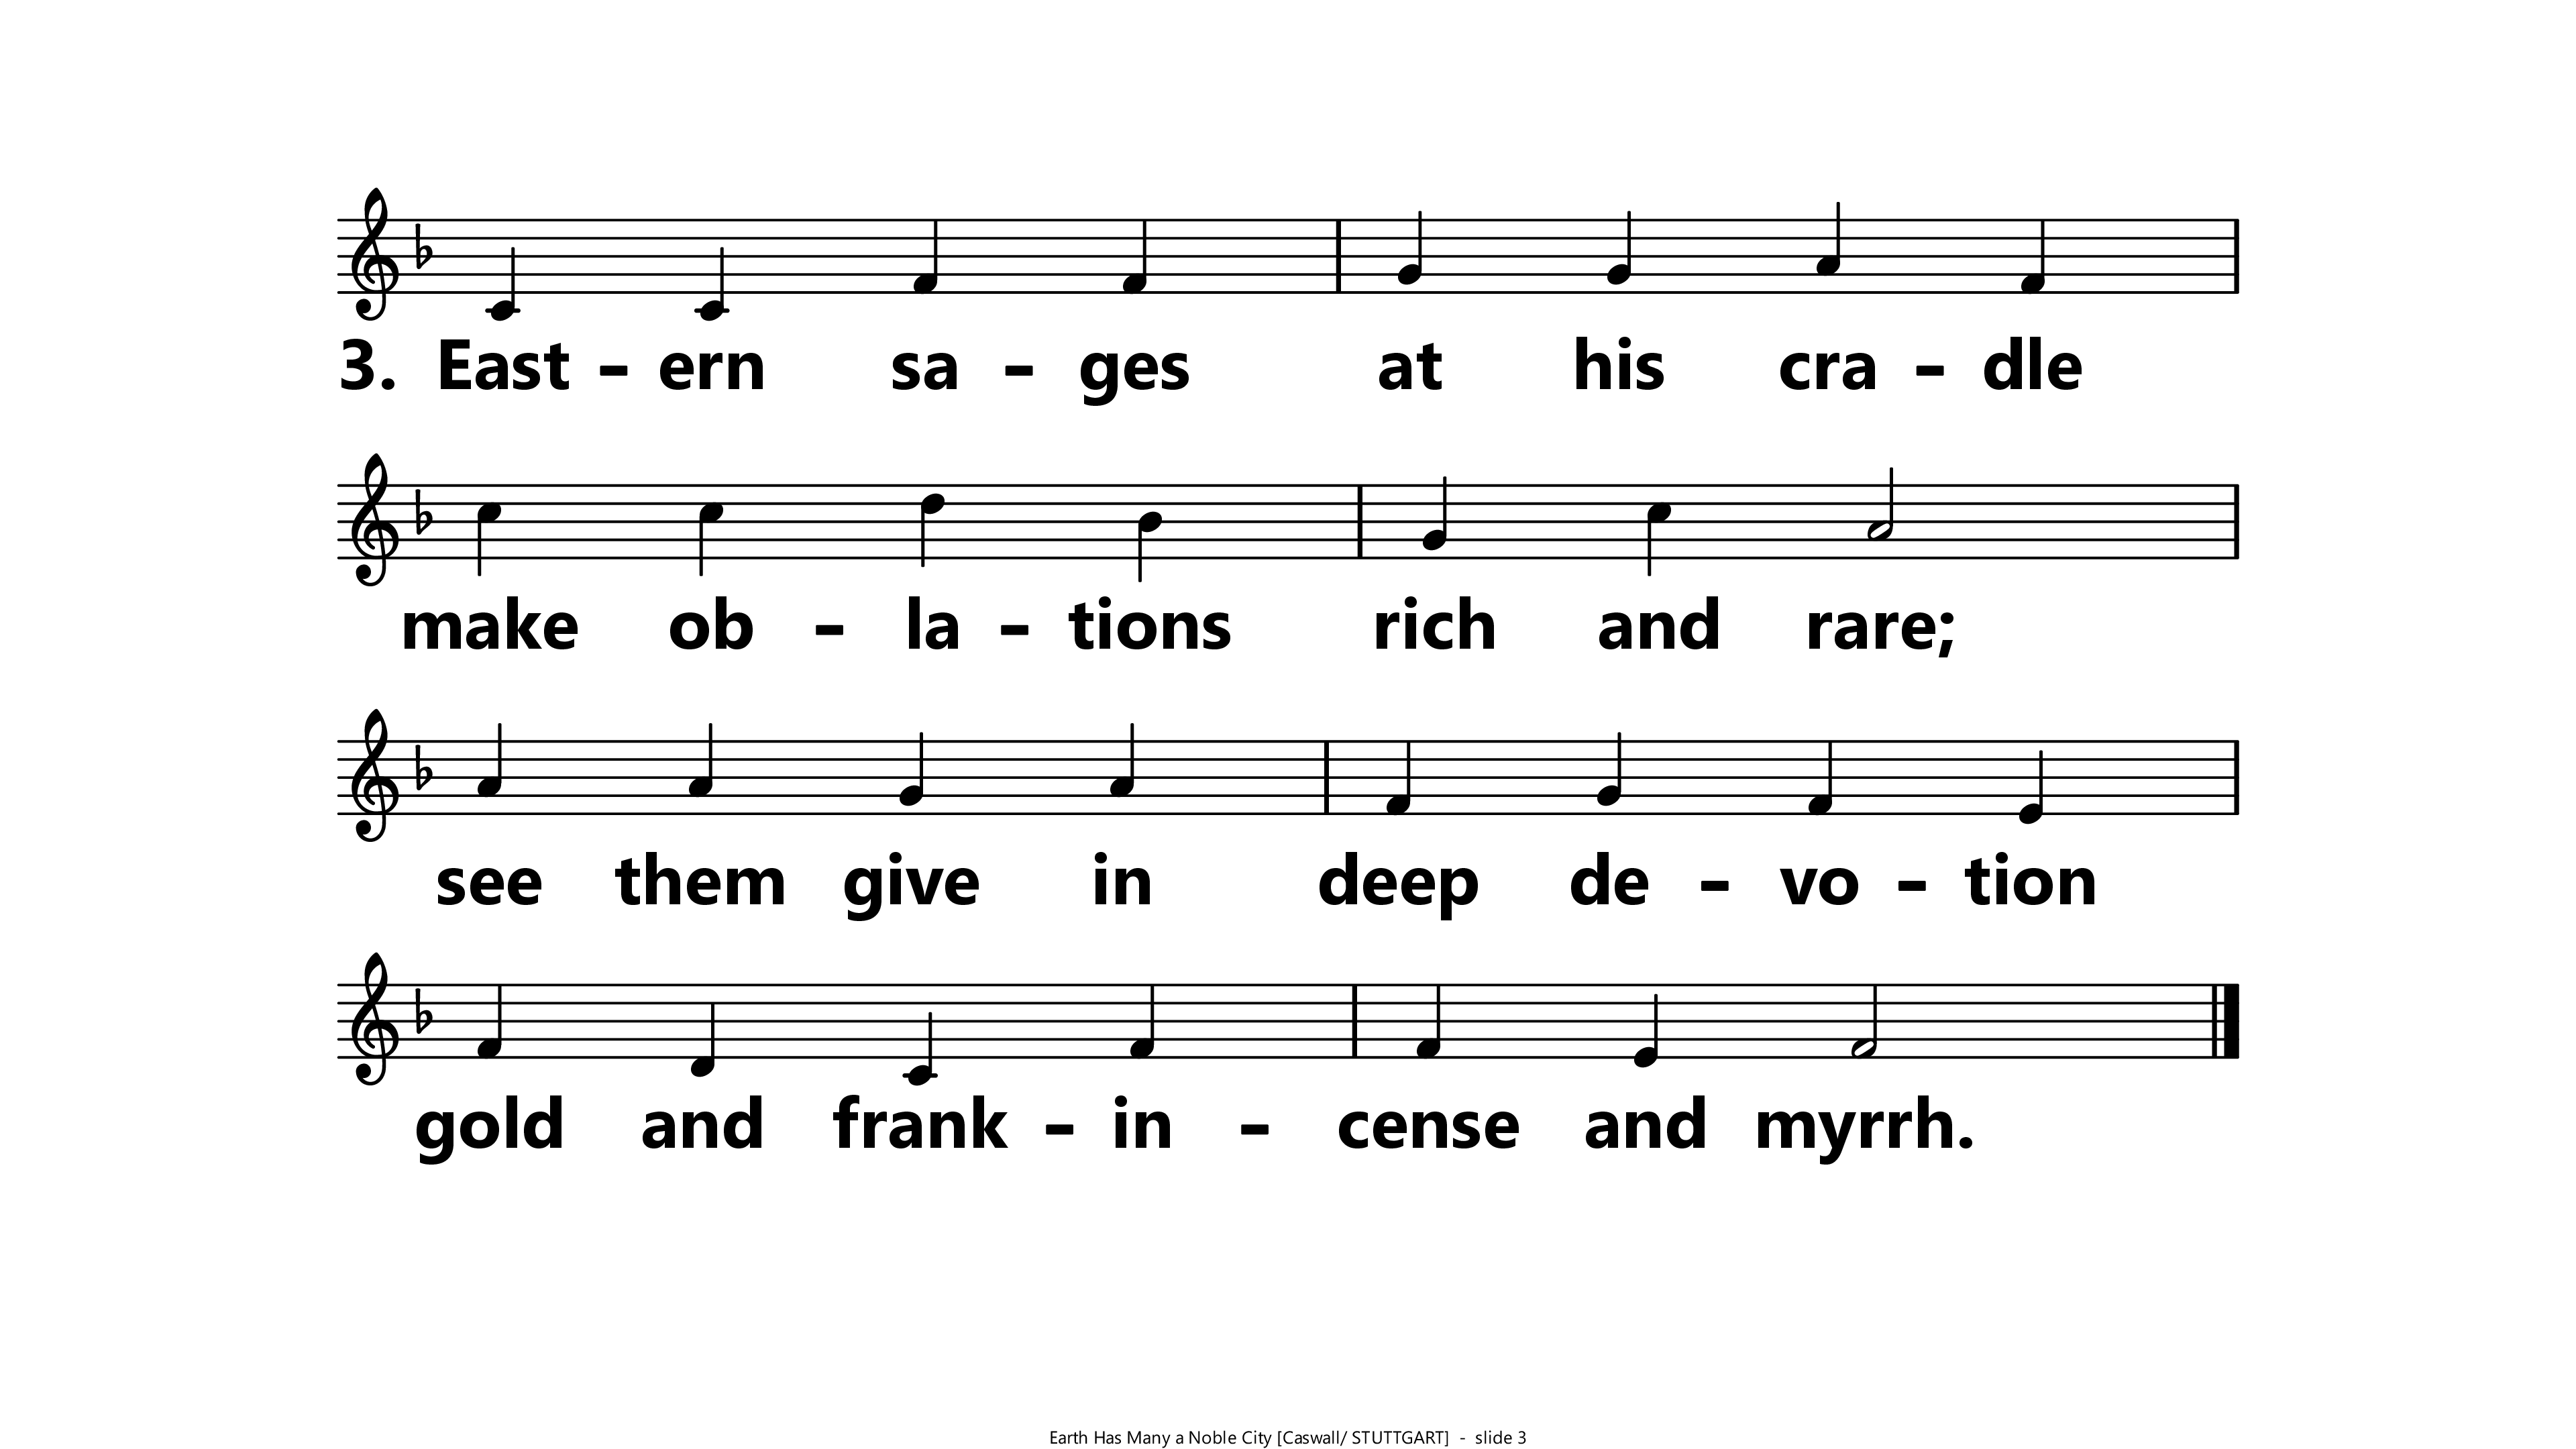 3. East - ern sa - ges at his cra - dle
make ob - la - tions rich and rare;
see them give in deep de - vo - tion
gold and frank - in - cense and myrrh.
Earth Has Many a Noble City [Caswall/ STUTTGART] - slide 3